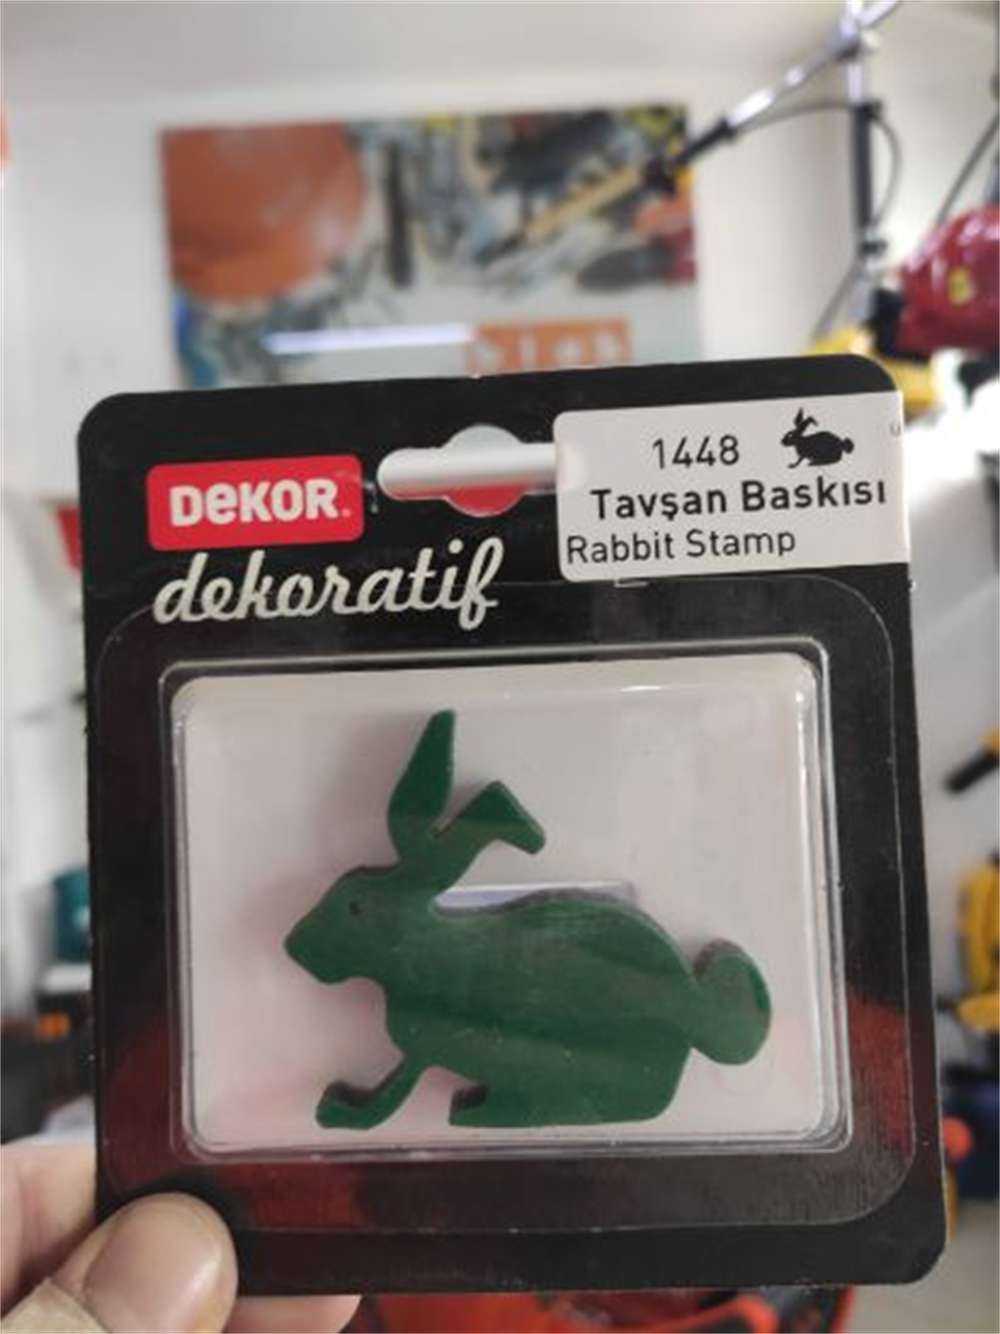 DEKOR.
dekoratif
1448
Tavşan Baskısı
Rabbit Stamp